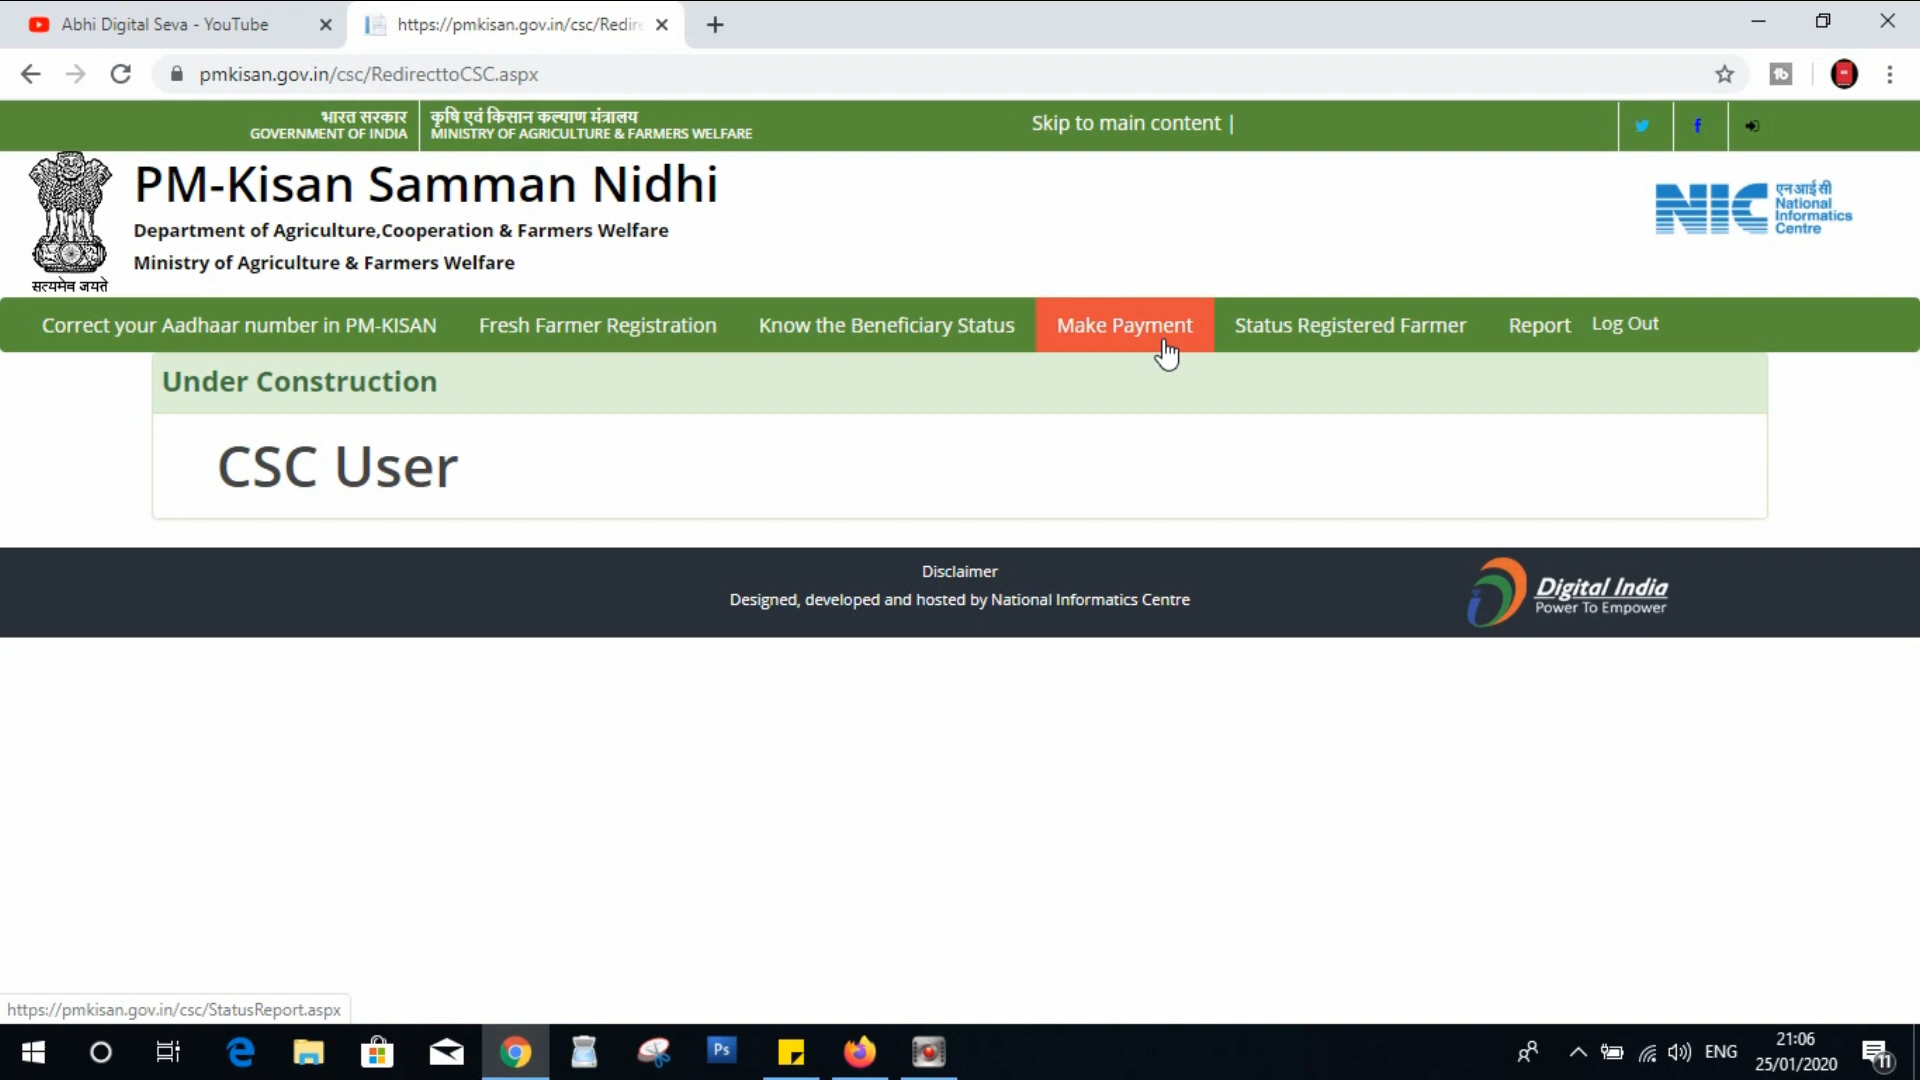 Abhi Digital Seva - YouTube
https://pmkisan.gov.in/csc/Redire
pmkisan.gov.in/csc/RedirecttoCSC.aspx
भारत सरकार
GOVERNMENT OF INDIA
कृषि एवं किसान कल्याण मंत्रालय
MINISTRY OF AGRICULTURE & FARMERS WELFARE
Skip to main content |
PM-Kisan Samman Nidhi
Department of Agriculture,Cooperation & Farmers Welfare
Ministry of Agriculture & Farmers Welfare
सत्यमेव जयते
NIC
एन आई सी
National
Informatics
Centre
Correct your Aadhaar number in PM-KISAN Fresh Farmer Registration Know the Beneficiary Status Make Payment Status Registered Farmer Report Log Out
Under Construction
CSC User
Disclaimer
Designed, developed and hosted by National Informatics Centre
Digital India
Power To Empower
https://pmkisan.gov.in/csc/StatusReport.aspx
Ps
ENG
21:06
25/01/2020
11